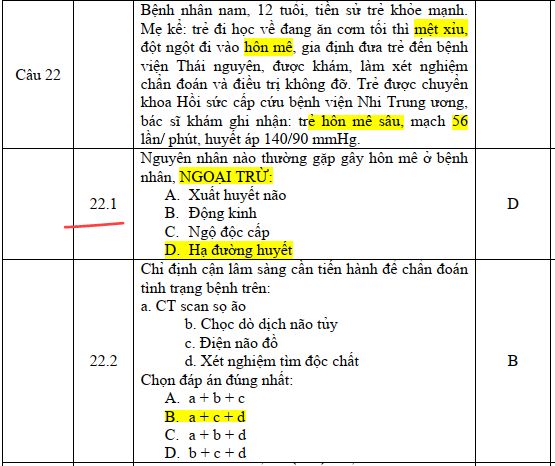 Bệnh nhân nam, 12 tuổi, tiền sử trẻ khỏe mạnh.
Mẹ kể: trẻ đi học về đang ăn cơm tối thì mệt xỉu,
đột ngột đi vào hôn mê, gia định đưa trẻ đến bệnh
Câu 22
viện Thái nguyên, được khám, làm xét nghiệm
chẩn đoán và điều trị không đỡ. Trẻ được chuyển
khoa Hồi sức cấp cứu bệnh viện Nhi Trung ương,
bác sĩ khám ghi nhận: trẻ hôn mê sâu, mạch 56
lần/ phút, huyết áp 140/90 mmHg.
22.1
Nguyên nhân nào thường gặp gây hôn mê ở bệnh
nhân, NGOẠI TRỪ:
A. Xuất huyết não
B. Động kinh
C. Ngộ độc cấp
D. Hạ đường huyết
D
22.2
Chỉ định cận lâm sàng cần tiến hành để chẩn đoán
tình trạng bệnh trên:
a. CT scan sọ ão
b. Chọc dò dịch não tủy
c. Điện não đồ
d. Xét nghiệm tìm độc chất
Chọn đáp án đúng nhất:
A. a + b + c
B. a + c + d
C. a + b + d
D. b + c + d
B